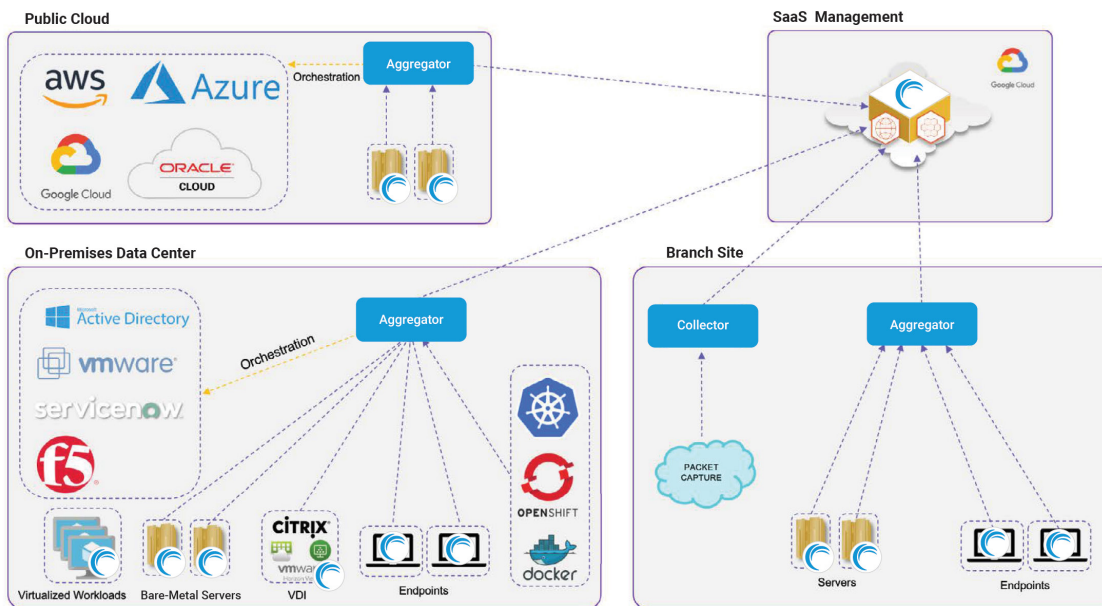 Public Cloud
aws
Azure
Google Cloud
ORACLE
CLOUD
Orchestration
Aggregator
SaaS Management
Google Cloud
On-Premises Data Center
Microsoft
Active Directory
vmware
servicenow
f5
Orchestration
Aggregator
OPENSHIFT
docker
CITRIX
vmwa
Horizon
Virtualized Workloads
Bare-Metal Servers
VDI
Endpoints
Branch Site
Collector
Aggregator
PACKET
CAPTURE
Servers
Endpoints